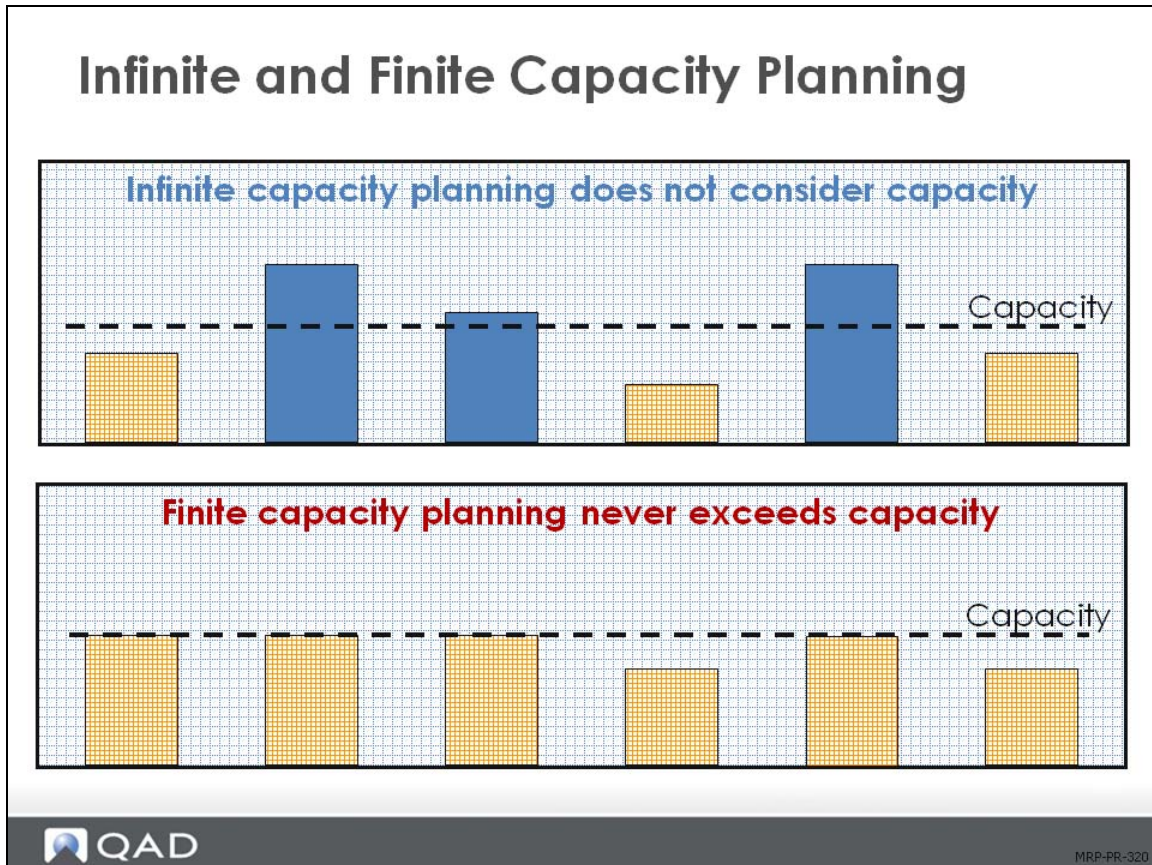 Infinite and Finite Capacity Planning
Infinite capacity planning does not consider capacity
Capacity
Finite capacity planning never exceeds capacity
Capacity
QAD
MRP-PR-320